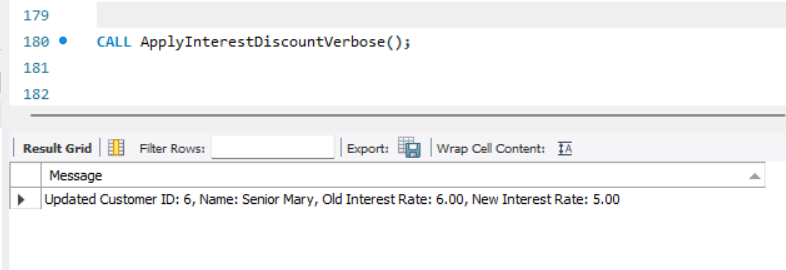 179
180 CALL ApplyInterestDiscountVerbose();
181
182
Result Grid Filter Rows: Export: Wrap Cell Content: IA
Message
Updated Customer ID: 6, Name: Senior Mary, Old Interest Rate: 6.00, New Interest Rate: 5.00